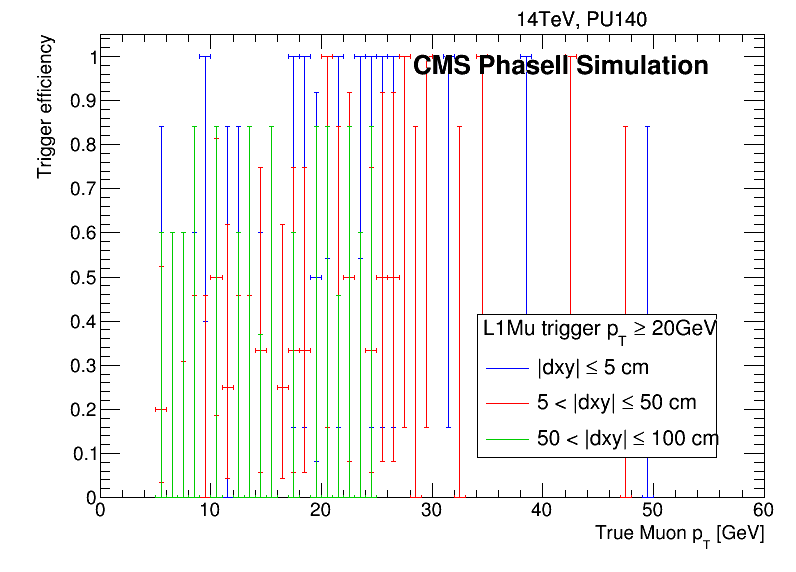 14TeV, PU140
CMS PhaseII Simulation
Trigger efficiency
1
0.9
0.8
0.7
0.6
0.5
0.4
0.3
0.2
0.1
0
L1Mu trigger p_T ≥ 20GeV
|dxy| ≤ 5 cm
5 < |dxy| ≤ 50 cm
50 < |dxy| ≤ 100 cm
0 10 20 30 40 50 60
True Muon p_T [GeV]